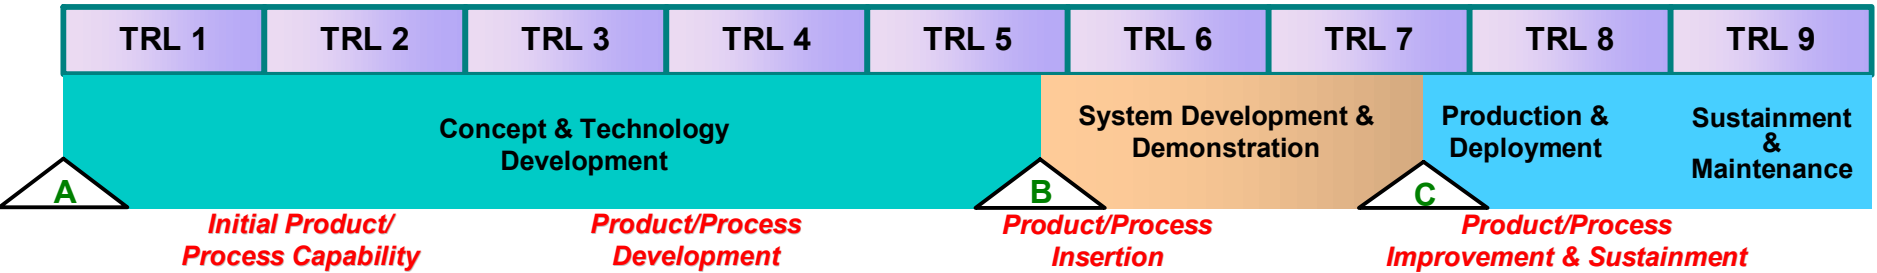 TRL 1 TRL 2 TRL 3 TRL 4 TRL 5 TRL 6 TRL 7 TRL 8 TRL 9
Concept & Technology
Development
System Development &
Demonstration
Production &
Deployment
Sustainment
&
Maintenance
A
B
C
Initial Product/
Process Capability
Product/Process
Development
Product/Process
Insertion
Product/Process
Improvement & Sustainment